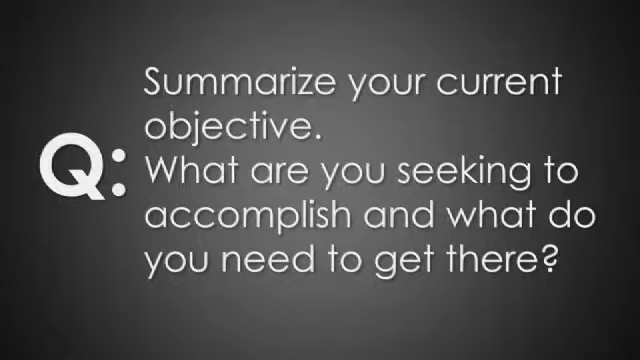 Q:
Summarize your current
objective.
What are you seeking to
accomplish and what do
you need to get there?